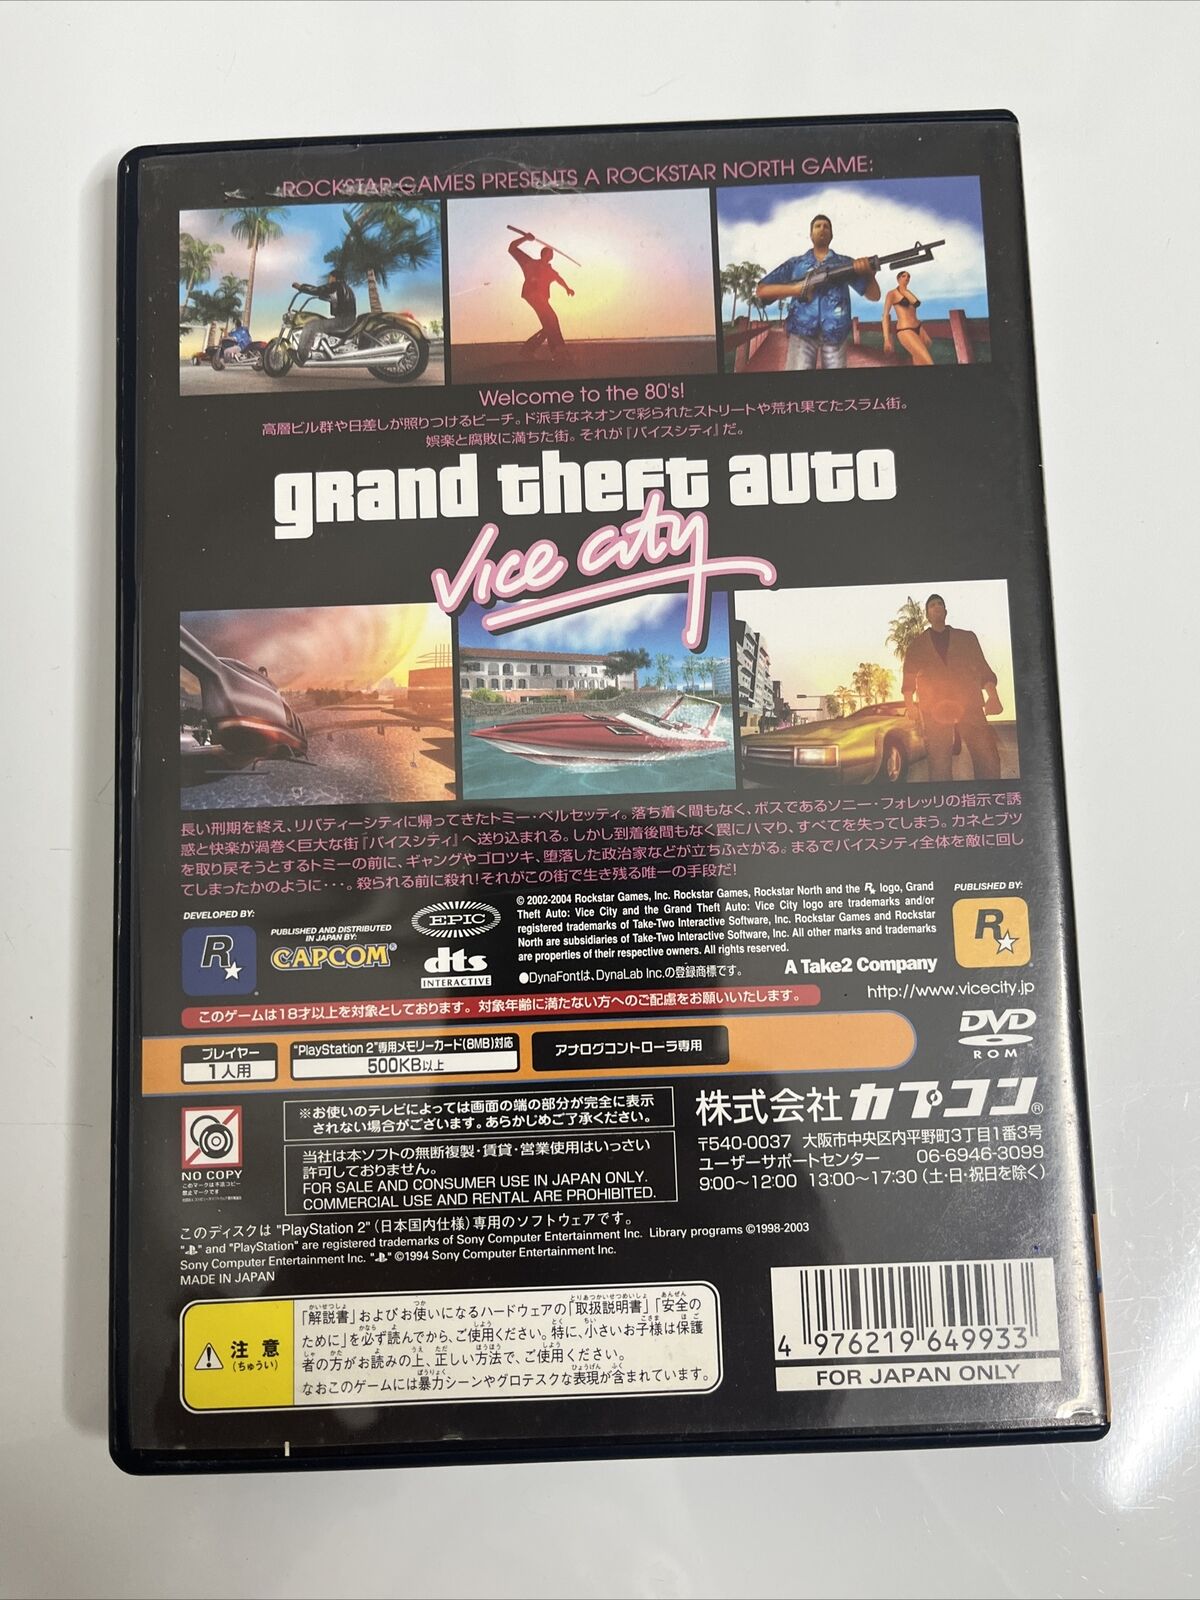 ROCKSTAR GAMES PRESENTS A ROCKSTAR NORTH GAME:
Welcome to the 80's!
高層ビル群や日差しが照りつけるビーチ。ド派手なネオンで彩られたストリートや荒れ果てたスラム街。
娯楽と腐敗に満ちた街。それが『バイスシティ』だ。
grand theft auto
Vice City
長い刑期を終え、リバティーシティに帰ってきたトミー・ベルセッティ。落ち着く間もなく、ボスであるソニー・フォレッリの指示で誘
惑と快楽が渦巻く巨大な街『バイスシティ』へ送り込まれる。しかし到着後間もなく罠にハマり、すべてを失ってしまう。カネとブツ
を取り戻そうとするトミーの前に、ギャングやゴロツキ、堕落した政治家などが立ちふさがる。まるでバイスシティ全体を敵に回し
てしまったかのように・・・。殺られる前に殺れ！それがこの街で生き残る唯一の手段だ！
DEVELOPED BY:
R
PUBLISHED AND DISTRIBUTED
IN JAPAN BY:
CAPCOM®
EPIC
dts
INTERACTIVE
© 2002-2004 Rockstar Games, Inc. Rockstar Games, Rockstar North and the R logo, Grand
Theft Auto: Vice City and the Grand Theft Auto: Vice City logo are trademarks and/or
registered trademarks of Take-Two Interactive Software, Inc. Rockstar Games and Rockstar
North are subsidiaries of Take-Two Interactive Software, Inc. All other marks and trademarks
are properties of their respective owners. All rights reserved.
●DynaFontは、DynaLab Inc.の登録商標です。
A Take2 Company
PUBLISHED BY:
R
このゲームは18才以上を対象としております。対象年齢に満たない方へのご配慮をお願いいたします。
http://www.vicecity.jp
プレイヤー
1人用
"PlayStation 2"専用メモリーカード(8MB)対応
500KB以上
アナログコントローラ専用
DVD
ROM
NO COPY
このマークは不法コピー
禁止マークです
※お使いのテレビによっては画面の端の部分が完全に表示
されない場合がございます。あらかじめご了承ください。
当社は本ソフトの無断複製・賃貸・営業使用はいっさい
許可しておりません。
FOR SALE AND CONSUMER USE IN JAPAN ONLY.
COMMERCIAL USE AND RENTAL ARE PROHIBITED.
株式会社カプコン®
〒540-0037 大阪市中央区内平野町3丁目1番3号
ユーザーサポートセンター 06-6946-3099
9:00～12:00 13:00～17:30 (土・日・祝日を除く)
このディスクは "PlayStation 2" (日本国内仕様) 専用のソフトウェアです。
" " and "PlayStation" are registered trademarks of Sony Computer Entertainment Inc. Library programs ©1998-2003
Sony Computer Entertainment Inc. " " ©1994 Sony Computer Entertainment Inc.
MADE IN JAPAN
注意
(ちゅうい)
「解説書」およびお使いになるハードウェアの「取扱説明書」「安全の
ために」を必ず読んでから、ご使用ください。特に、小さいお子様は保護
者の方がお読みの上、正しい方法で、ご使用ください。
なおこのゲームには暴力シーンやグロテスクな表現が含まれています。
4 976219 649933
FOR JAPAN ONLY